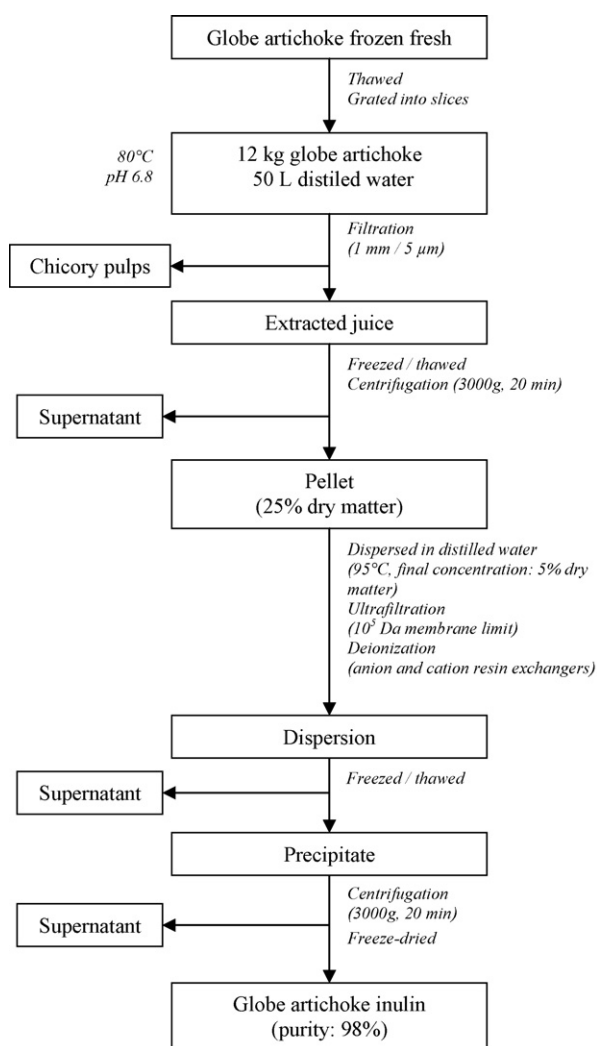 Globe artichoke frozen fresh
Thawed
Grated into slices
80°C
pH 6.8
12 kg globe artichoke
50 L distiled water
Filtration
(1 mm / 5 µm)
Chicory pulps
Extracted juice
Freezed / thawed
Centrifugation (3000g, 20 min)
Supernatant
Pellet
(25% dry matter)
Dispersed in distilled water
(95°C, final concentration: 5% dry
matter)
Ultrafiltration
(10⁵ Da membrane limit)
Deionization
(anion and cation resin exchangers)
Dispersion
Freezed / thawed
Supernatant
Precipitate
Centrifugation
(3000g, 20 min)
Freeze-dried
Supernatant
Globe artichoke inulin
(purity: 98%)